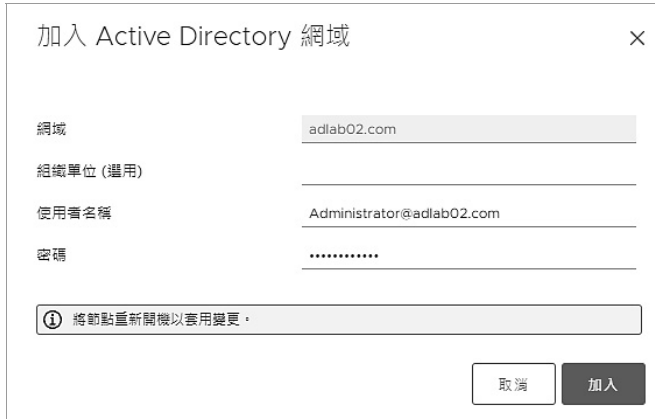 加入 Active Directory 網域
網域
adlab02.com
組織單位 (選用)
使用者名稱
Administrator@adlab02.com
密碼
••••••••••••
將節點重新開機以套用變更。
取消
加入